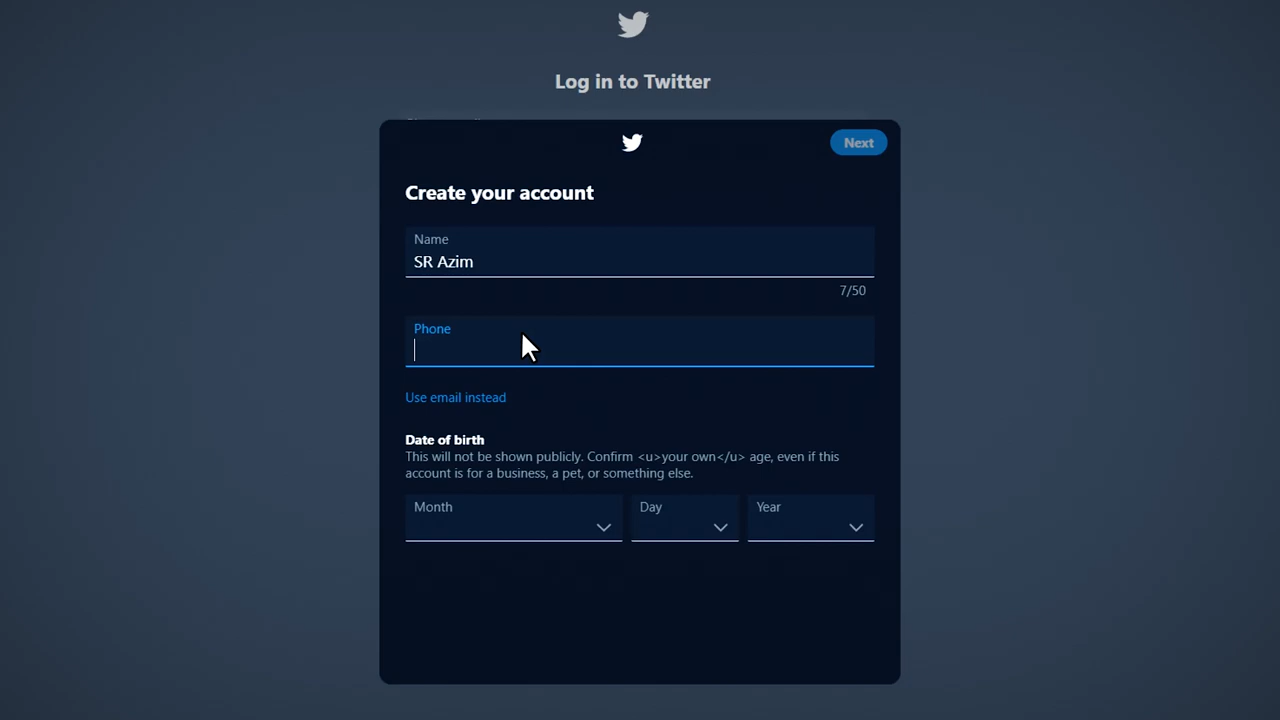 Log in to Twitter
Next
Create your account
Name
SR Azim
7/50
Phone
Use email instead
Date of birth
This will not be shown publicly. Confirm <u>your own</u> age, even if this
account is for a business, a pet, or something else.
Month
Day
Year